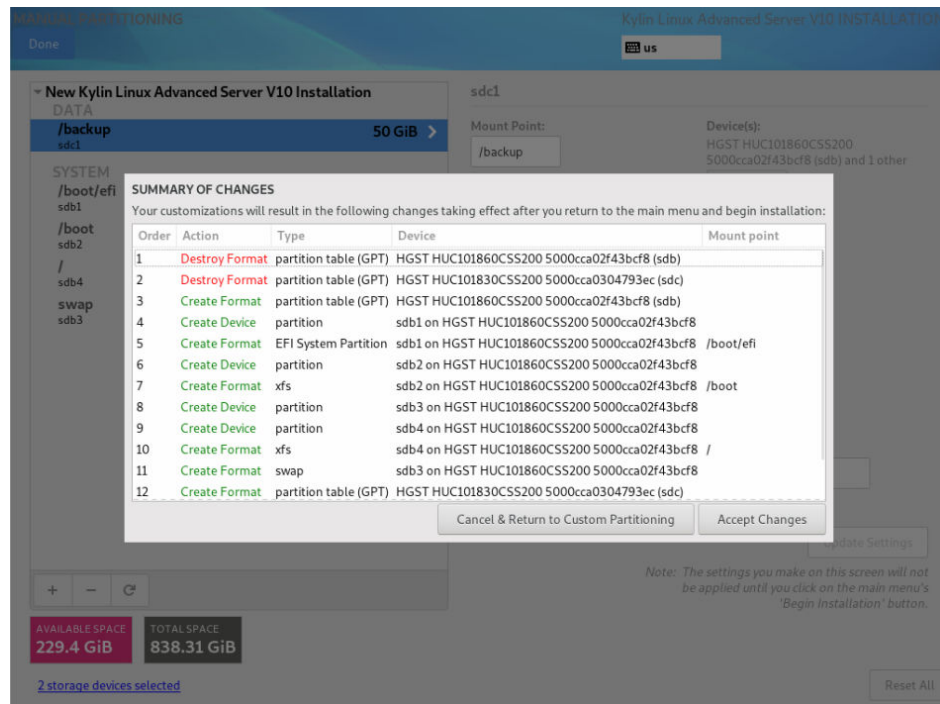 MANUAL PARTITIONING
Kylin Linux Advanced Server V10 INSTALLATION
Done
us
New Kylin Linux Advanced Server V10 Installation
DATA
/backup 50 GiB
sdc1
SYSTEM
/boot/efi
sdb1
/boot
sdb2
/
sdb4
swap
sdb3
sdc1
Mount Point:
/backup
Device(s):
HGST HUC101860CSS200
5000cca02f43bcf8 (sdb) and 1 other
SUMMARY OF CHANGES
Your customizations will result in the following changes taking effect after you return to the main menu and begin installation:
Order Action Type Device Mount point
1 Destroy Format partition table (GPT) HGST HUC101860CSS200 5000cca02f43bcf8 (sdb)
2 Destroy Format partition table (GPT) HGST HUC101830CSS200 5000cca0304793ec (sdc)
3 Create Format partition table (GPT) HGST HUC101860CSS200 5000cca02f43bcf8 (sdb)
4 Create Device partition sdb1 on HGST HUC101860CSS200 5000cca02f43bcf8
5 Create Format EFI System Partition sdb1 on HGST HUC101860CSS200 5000cca02f43bcf8 /boot/efi
6 Create Device partition sdb2 on HGST HUC101860CSS200 5000cca02f43bcf8
7 Create Format xfs sdb2 on HGST HUC101860CSS200 5000cca02f43bcf8 /boot
8 Create Device partition sdb3 on HGST HUC101860CSS200 5000cca02f43bcf8
9 Create Device partition sdb4 on HGST HUC101860CSS200 5000cca02f43bcf8
10 Create Format xfs sdb4 on HGST HUC101860CSS200 5000cca02f43bcf8 /
11 Create Format swap sdb3 on HGST HUC101860CSS200 5000cca02f43bcf8
12 Create Format partition table (GPT) HGST HUC101830CSS200 5000cca0304793ec (sdc)
Cancel & Return to Custom Partitioning
Accept Changes
Update Settings
Note: The settings you make on this screen will not
be applied until you click on the main menu's
'Begin Installation' button.
AVAILABLE SPACE
229.4 GiB
TOTAL SPACE
838.31 GiB
2 storage devices selected
Reset All